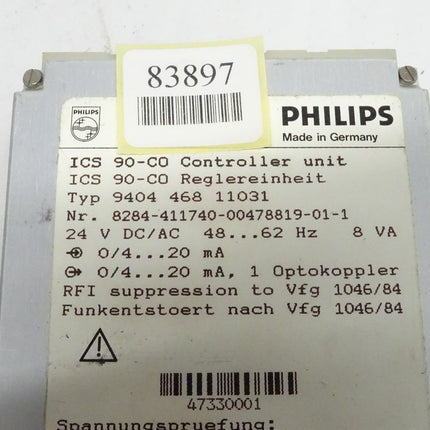 83897
PHILIPS
PHILIPS
Made in Germany
ICS 90-CO Controller unit
ICS 90-CO Reglereinheit
Typ 9404 468 11031
Nr. 8284-411740-00478819-01-1
24 V DC/AC 48...62 Hz 8 VA
0/4...20 mA
0/4...20 mA, 1 Optokoppler
RFI suppression to Vfg 1046/84
Funkentstoert nach Vfg 1046/84
47330001
Spannungspruefung: